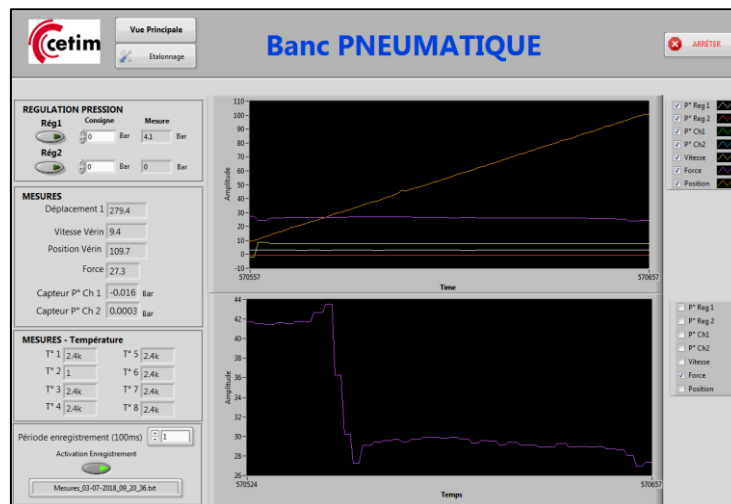 cetim
Vue Principale
Etalonnage
Banc PNEUMATIQUE
ARRÊTER
REGULATION PRESSION
Rég1 Consigne Mesure
0 Bar 4.1 Bar
Rég2
0 Bar 0 Bar
MESURES
Déplacement 1 279.4
Vitesse Vérin 9.4
Position Vérin 109.7
Force 27.3
Capteur P° Ch 1 -0.016 Bar
Capteur P° Ch 2 0.0003 Bar
MESURES - Température
T° 1 2.4k T° 5 2.4k
T° 2 1 T° 6 2.4k
T° 3 2.4k T° 7 2.4k
T° 4 2.4k T° 8 2.4k
Période enregistrement (100ms) 1
Activation Enregistrement
Mesures_03-07-2018_09_20_36.txt
Amplitude
110
100
90
80
70
60
50
40
30
20
10
0
-10
570557 570657
Time
P° Reg 1
P° Reg 2
P° Ch1
P° Ch2
Vitesse
Force
Position
Amplitude
44
42
40
38
36
34
32
30
28
26
570524 570657
Temps
P° Reg 1
P° Reg 2
P° Ch1
P° Ch2
Vitesse
Force
Position